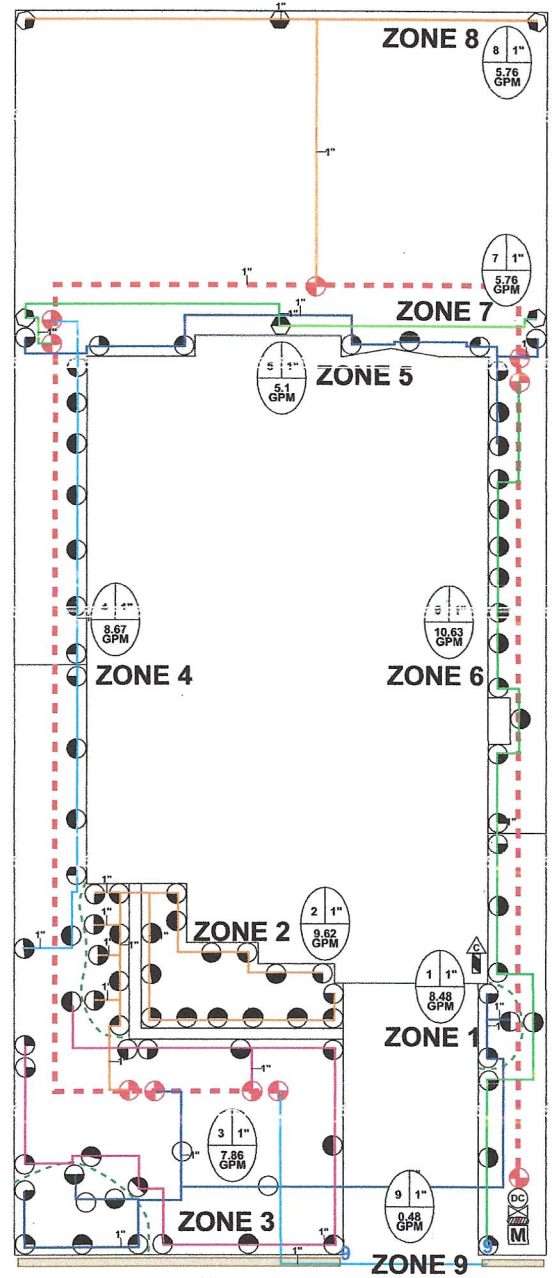 1"
ZONE 8
8 1"
5.76
GPM
1"
7 1"
5.76
GPM
1"
1"
ZONE 7
1"
1"
5 1"
5.1
GPM
ZONE 5
4 1"
8.67
GPM
6 1"
10.63
GPM
ZONE 4
ZONE 6
1"
1"
2 1"
9.62
GPM
ZONE 2
1"
1"
C
1 1"
8.48
GPM
1"
1"
ZONE 1
1"
1"
3 1"
7.86
GPM
1"
1"
9 1"
0.48
GPM
DC
M
ZONE 3
1"
9
9
1"
ZONE 9